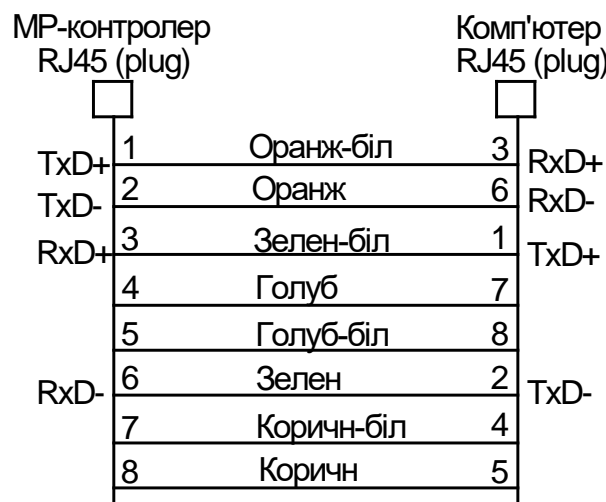 МР-контролер Комп'ютер
RJ45 (plug) RJ45 (plug)
TxD+ 1 Оранж-біл 3 RxD+
TxD- 2 Оранж 6 RxD-
RxD+ 3 Зелен-біл 1 TxD+
4 Голуб 7
5 Голуб-біл 8
RxD- 6 Зелен 2 TxD-
7 Коричн-біл 4
8 Коричн 5